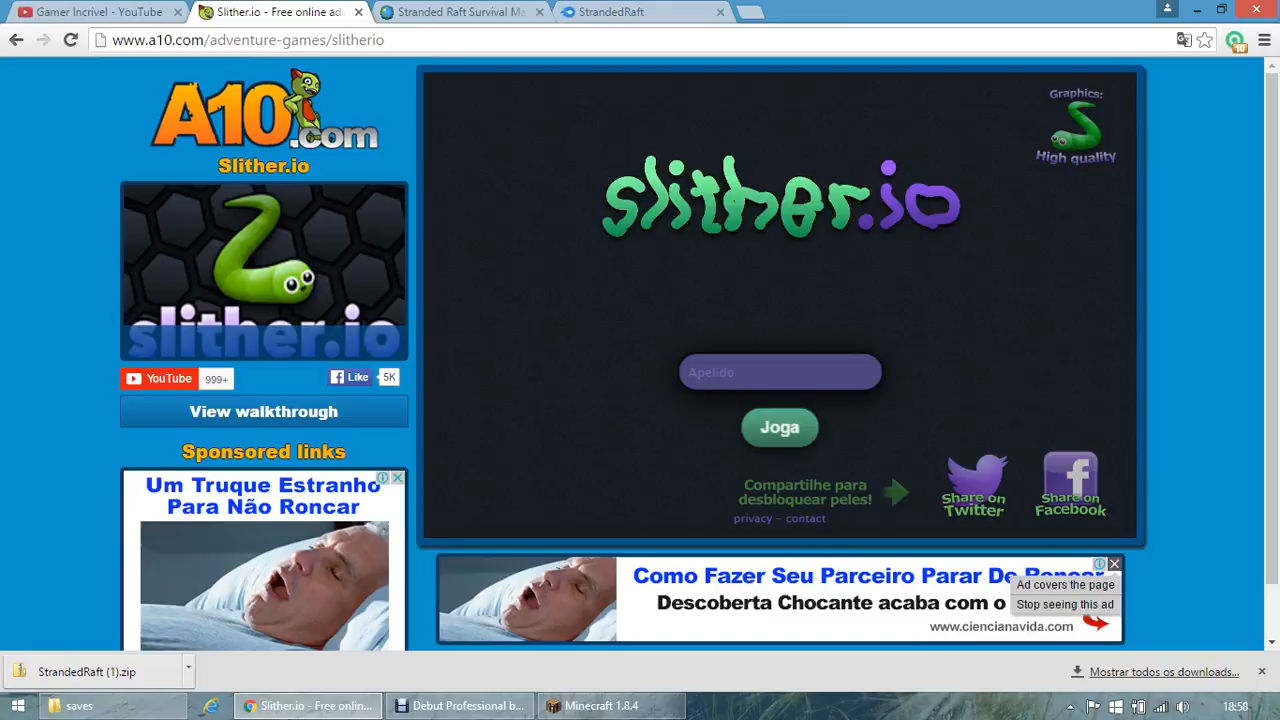 Gamer Incrivel - YouTube
Slither.io - Free online adv
Stranded Raft Survival Ma
StrandedRaft
www.a10.com/adventure-games/slitherio
10
A10.com
Slither.io
slither.io
YouTube 999+
Like 5K
View walkthrough
Sponsored links
Um Truque Estranho
Para Não Roncar
Graphics:
High quality
slither.io
Apelido
Joga
Compartilhe para
desbloquear peles!
privacy - contact
Share on
Twitter
Share on
Facebook
Como Fazer Seu Parceiro Parar De
Descoberta Chocante acaba com o
www.ciencianavida.com
Ad covers the page
Stop seeing this ad
StrandedRaft (1).zip
Mostrar todos os downloads...
saves
Slither.io - Free onlin...
Debut Professional b...
Minecraft 1.8.4
18:58